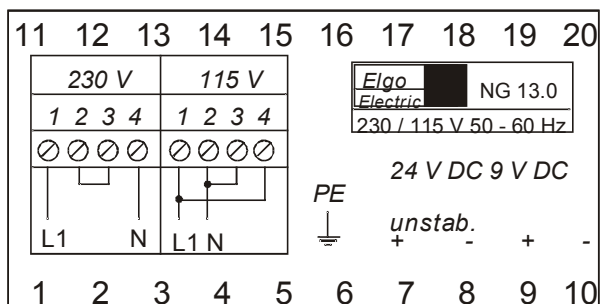 11 12 13 14 15 16 17 18 19 20
230 V 115 V
1 2 3 4 1 2 3 4
Elgo
Electric
NG 13.0
230 / 115 V 50 - 60 Hz
24 V DC 9 V DC
PE
unstab.
L1 N L1 N
+ - + -
1 2 3 4 5 6 7 8 9 10